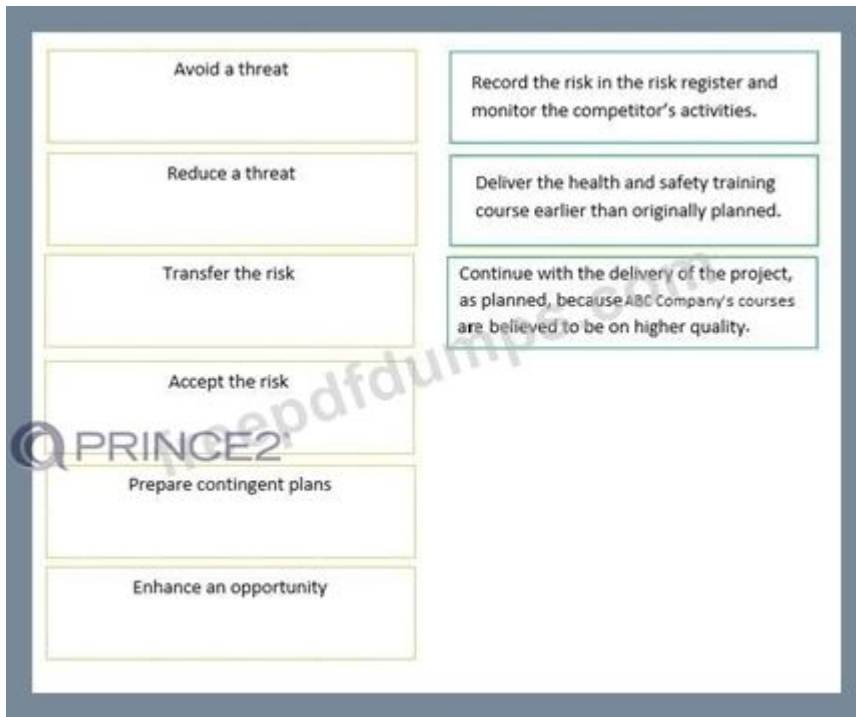 Avoid a threat
Reduce a threat
Transfer the risk
Accept the risk
Prepare contingent plans
Enhance an opportunity
Record the risk in the risk register and
monitor the competitor's activities.
Deliver the health and safety training
course earlier than originally planned.
Continue with the delivery of the project,
as planned, because ABC Company's courses
are believed to be on higher quality.
PRINCE2
freepdfdumps.com